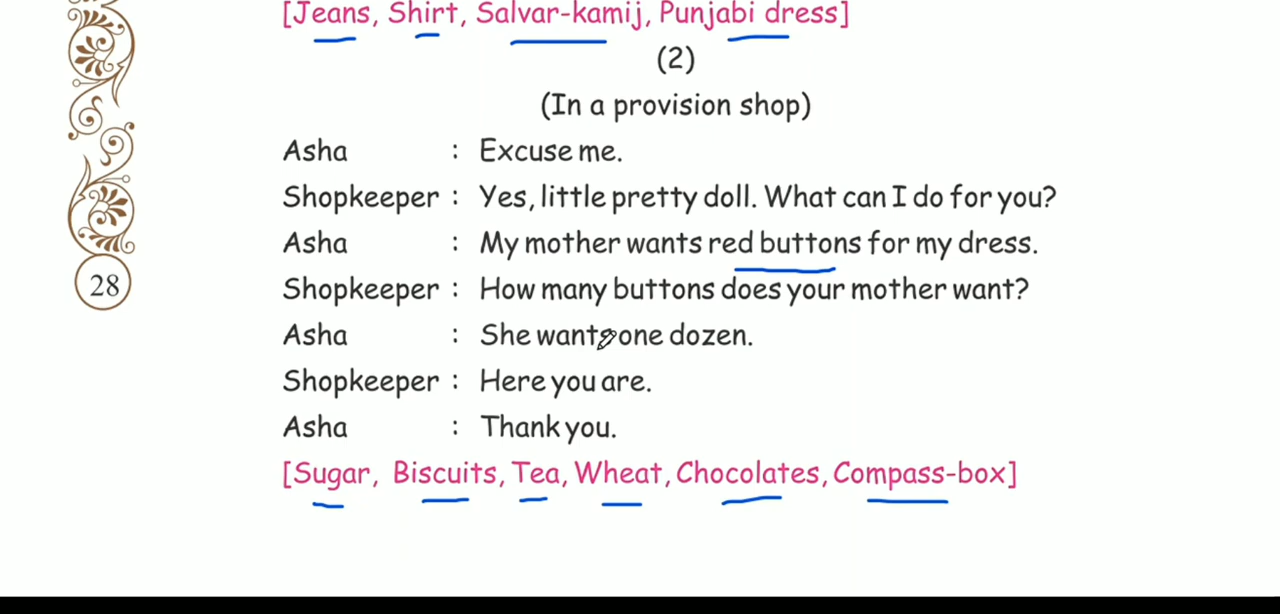 [Jeans, Shirt, Salvar-kamij, Punjabi dress]
(2)
(In a provision shop)
Asha : Excuse me.
Shopkeeper : Yes, little pretty doll. What can I do for you?
Asha : My mother wants red buttons for my dress.
28
Shopkeeper : How many buttons does your mother want?
Asha : She wants one dozen.
Shopkeeper : Here you are.
Asha : Thank you.
[Sugar, Biscuits, Tea, Wheat, Chocolates, Compass-box]